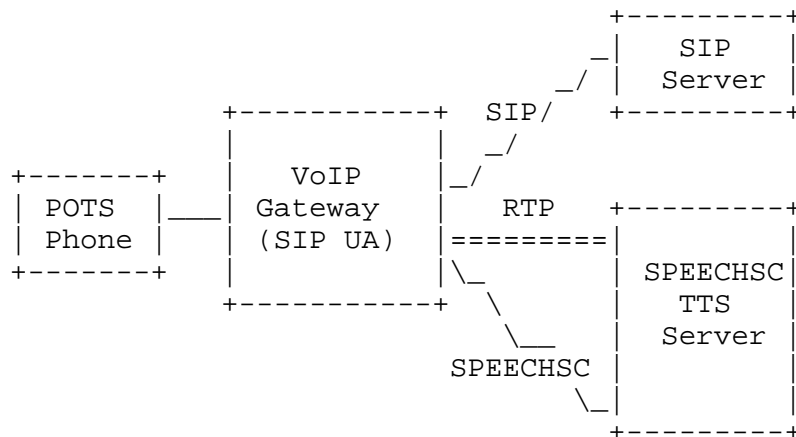 SIP
Server
SIP
VoIP
POTS Gateway RTP
Phone (SIP UA)
SPEECHSC
TTS
Server
SPEECHSC